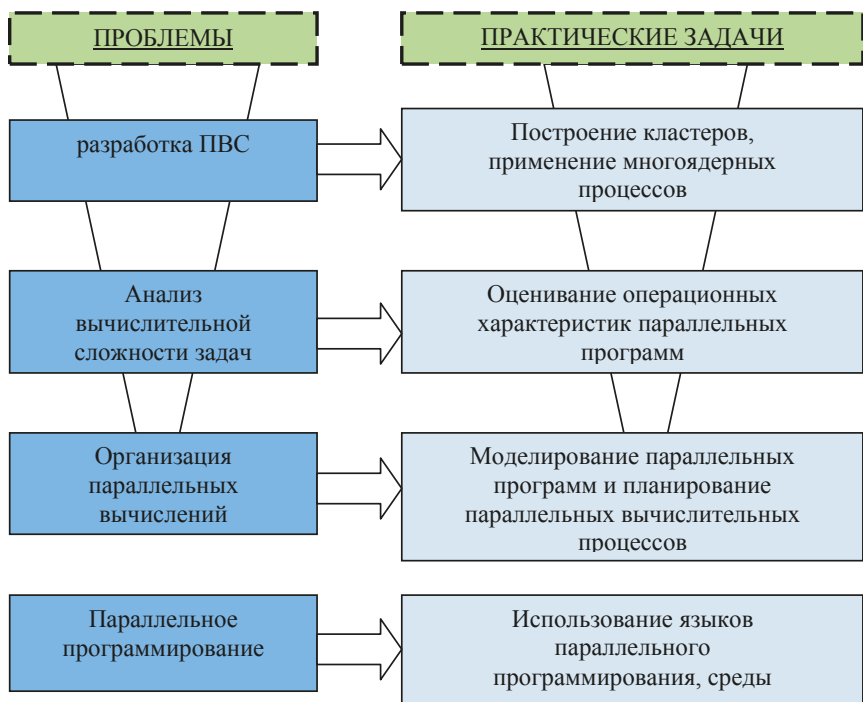 ПРОБЛЕМЫ
ПРАКТИЧЕСКИЕ ЗАДАЧИ
разработка ПВС
Построение кластеров,
применение многоядерных
процессов
Анализ
вычислительной
сложности задач
Оценивание операционных
характеристик параллельных
программ
Организация
параллельных
вычислений
Моделирование параллельных
программ и планирование
параллельных вычислительных
процессов
Параллельное
программирование
Использование языков
параллельного
программирования, среды